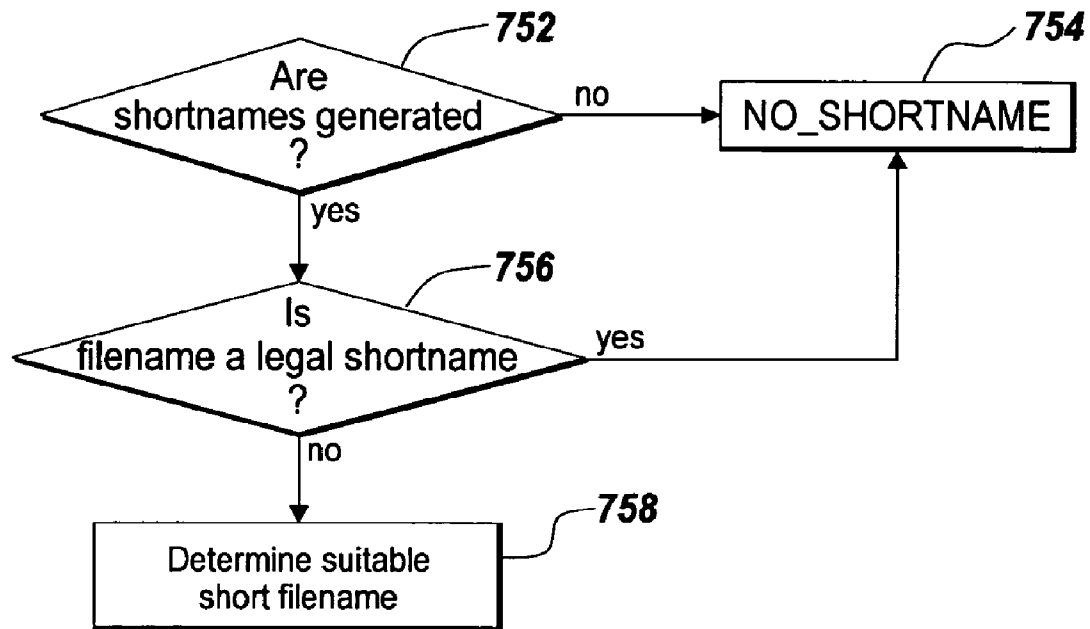 752
754
Are
shortnames generated
?
no
NO_SHORTNAME
yes
756
Is
filename a legal shortname
?
yes
no
758
Determine suitable
short filename